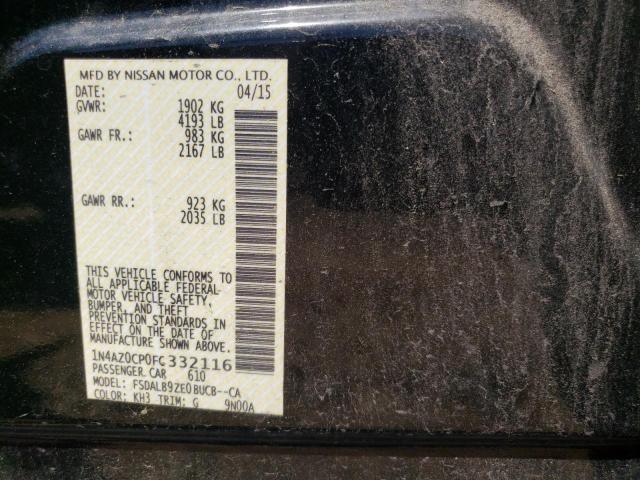 MFD BY NISSAN MOTOR CO., LTD.
DATE: 04/15
GVWR: 1902 KG
4193 LB
GAWR FR.: 983 KG
2167 LB
GAWR RR.: 923 KG
2035 LB
THIS VEHICLE CONFORMS TO
ALL APPLICABLE FEDERAL
MOTOR VEHICLE SAFETY,
BUMPER, AND THEFT
PREVENTION STANDARDS IN
EFFECT ON THE DATE OF
MANUFACTURE SHOWN ABOVE.
1N4AZ0CP0FC332116
PASSENGER CAR 610
MODEL: FSDALB9ZE0BUCB--CA
COLOR: KH3 TRIM: G 9N00A